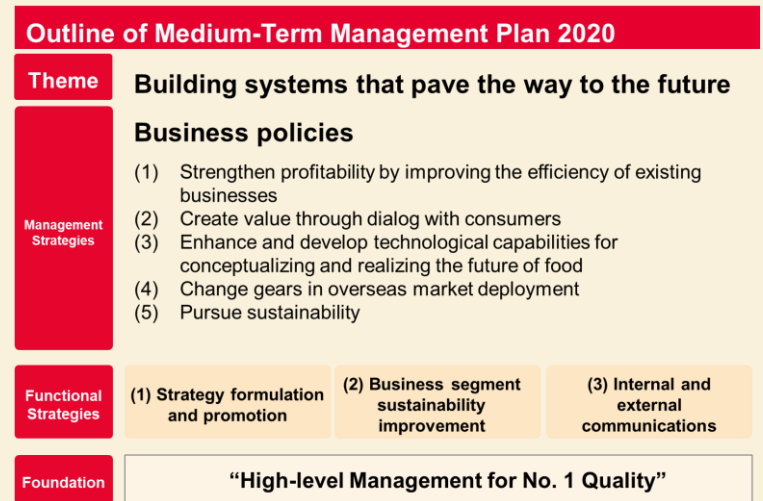 Outline of Medium-Term Management Plan 2020
Theme
Building systems that pave the way to the future
Management
Strategies
Business policies
(1) Strengthen profitability by improving the efficiency of existing
businesses
(2) Create value through dialog with consumers
(3) Enhance and develop technological capabilities for
conceptualizing and realizing the future of food
(4) Change gears in overseas market deployment
(5) Pursue sustainability
Functional
Strategies
(1) Strategy formulation
and promotion
(2) Business segment
sustainability
improvement
(3) Internal and
external
communications
Foundation
“High-level Management for No. 1 Quality”